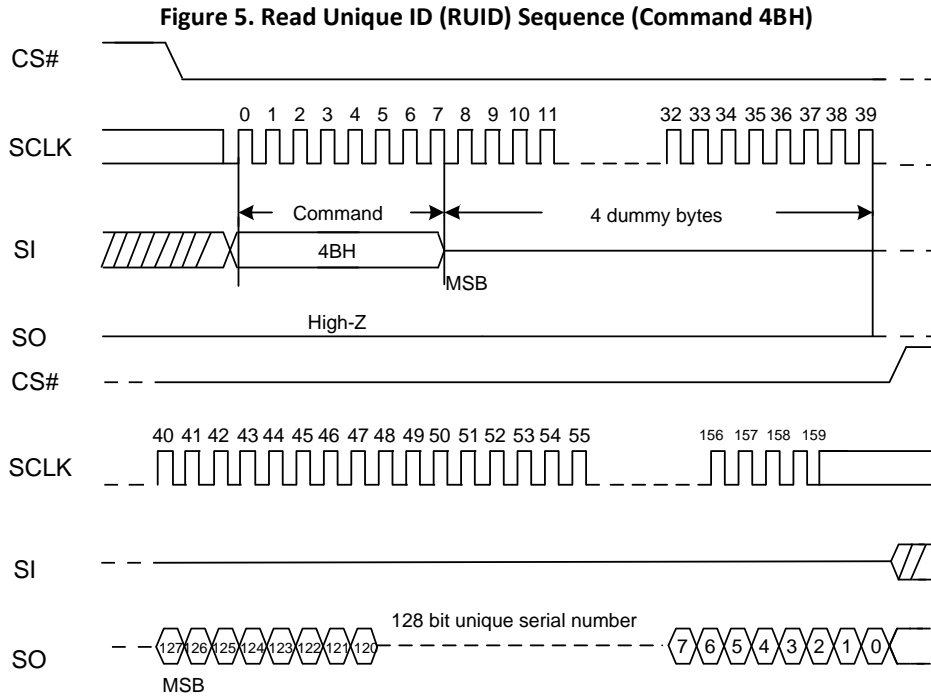 Figure 5. Read Unique ID (RUID) Sequence (Command 4BH)
CS#
0 1 2 3 4 5 6 7 8 9 10 11 32 33 34 35 36 37 38 39
SCLK
Command 4 dummy bytes
SI 4BH
MSB
High-Z
SO
CS#
40 41 42 43 44 45 46 47 48 49 50 51 52 53 54 55 156 157 158 159
SCLK
SI
128 bit unique serial number
SO 127 126 125 124 123 122 121 120 7 6 5 4 3 2 1 0
MSB